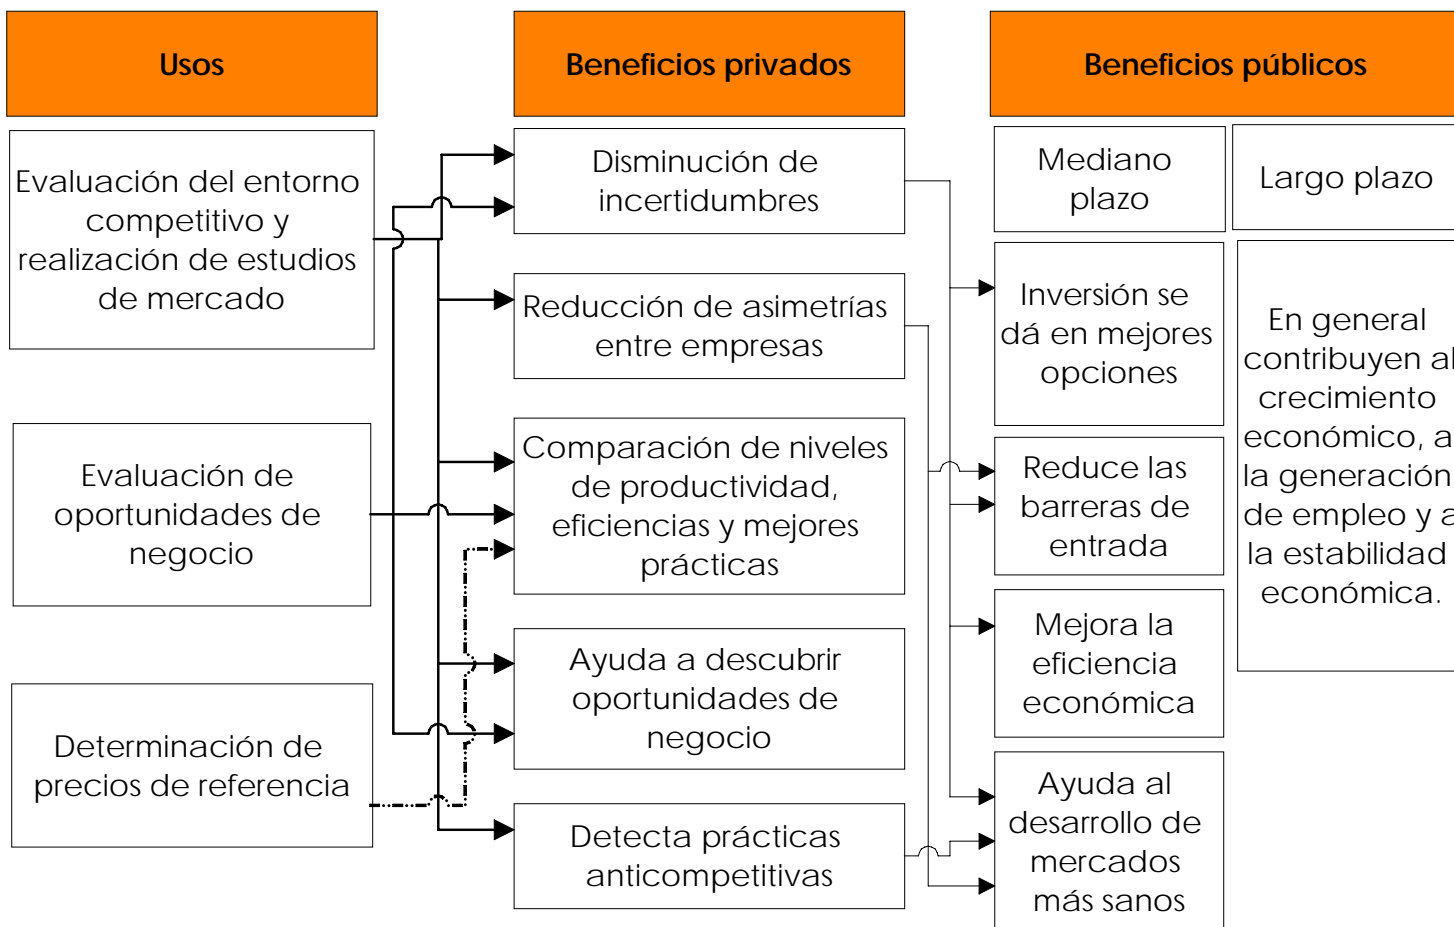 Usos
Evaluación del entorno
competitivo y
realización de estudios
de mercado
Evaluación de
oportunidades de
negocio
Determinación de
precios de referencia
Beneficios privados
Disminución de
incertidumbres
Reducción de asimetrías
entre empresas
Comparación de niveles
de productividad,
eficiencias y mejores
prácticas
Ayuda a descubrir
oportunidades de
negocio
Detecta prácticas
anticompetitivas
Beneficios públicos
Mediano
plazo
Inversión se
dá en mejores
opciones
Reduce las
barreras de
entrada
Mejora la
eficiencia
económica
Ayuda al
desarrollo de
mercados
más sanos
Largo plazo
En general
contribuyen al
crecimiento
económico, a
la generación
de empleo y a
la estabilidad
económica.